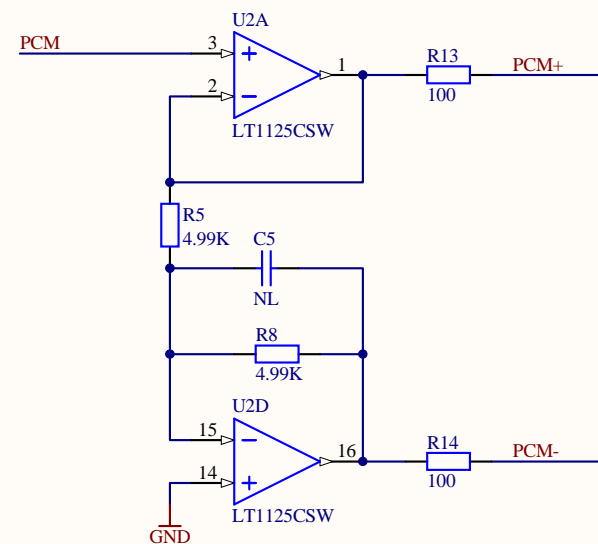 U2A
PCM
3
1
2
LT1125CSW
R13
100
PCM+
R5
4.99K
C5
NL
R8
4.99K
U2D
15
16
14
LT1125CSW
R14
100
PCM-
GND